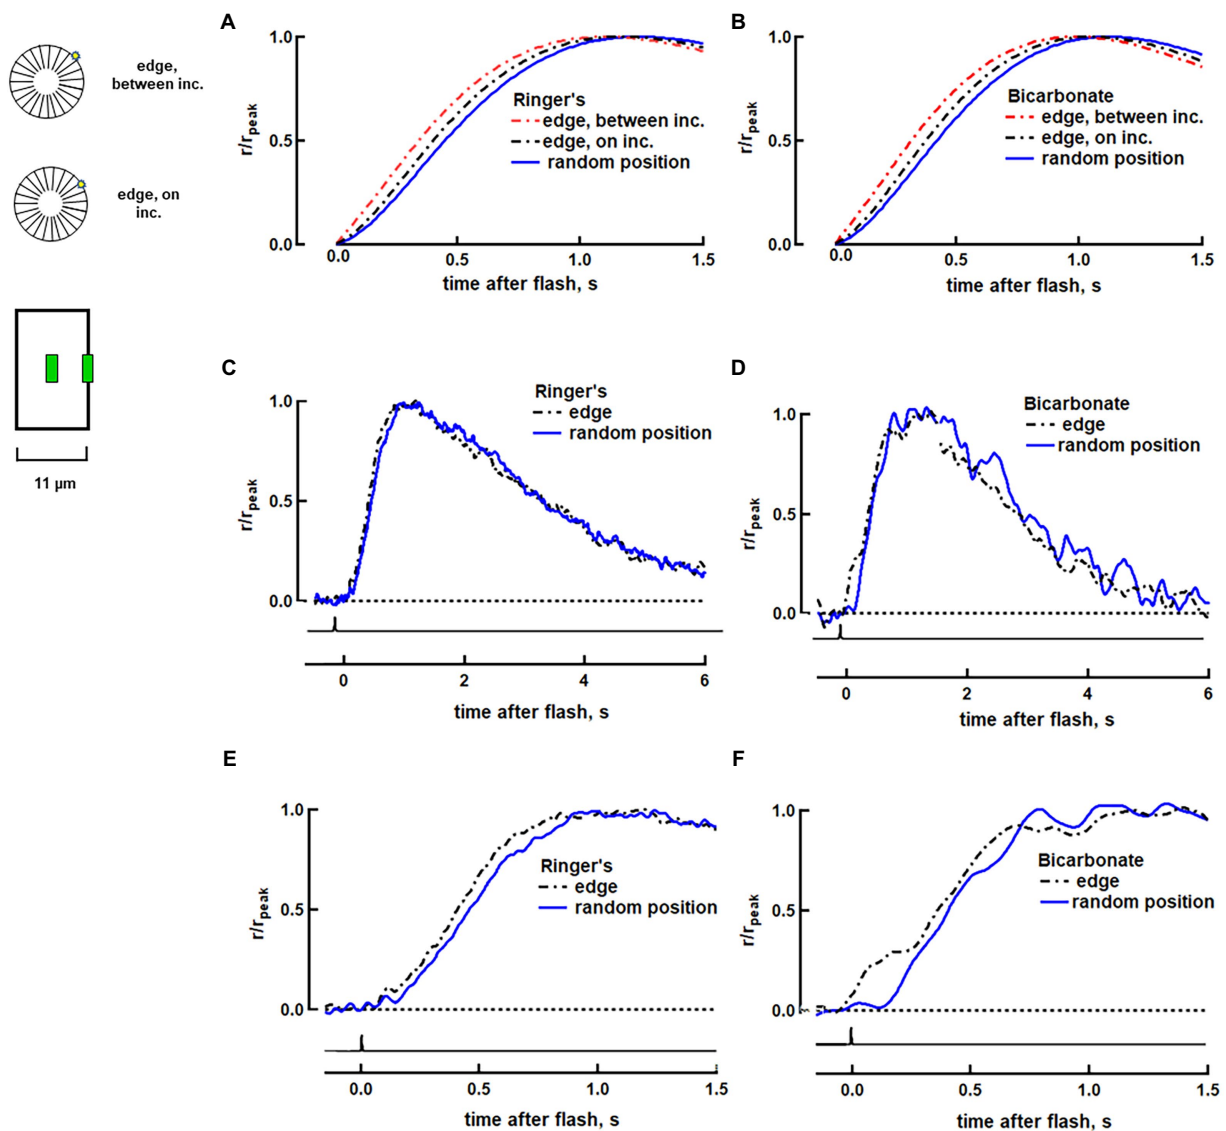 edge,
between inc.
edge, on
inc.
11 µm
A
1.0
0.5
0.0
r/rpeak
Ringer's
edge, between inc.
edge, on inc.
random position
0.0 0.5 1.0 1.5
time after flash, s
B
1.0
0.5
0.0
r/rpeak
Bicarbonate
edge, between inc.
edge, on inc.
random position
0.0 0.5 1.0 1.5
time after flash, s
C
1.0
0.5
0.0
r/rpeak
Ringer's
edge
random position
0 2 4 6
time after flash, s
D
1.0
0.5
0.0
r/rpeak
Bicarbonate
edge
random position
0 2 4 6
time after flash, s
E
1.0
0.5
0.0
r/rpeak
Ringer's
edge
random position
0.0 0.5 1.0 1.5
time after flash, s
F
1.0
0.5
0.0
r/rpeak
Bicarbonate
edge
random position
0.0 0.5 1.0 1.5
time after flash, s